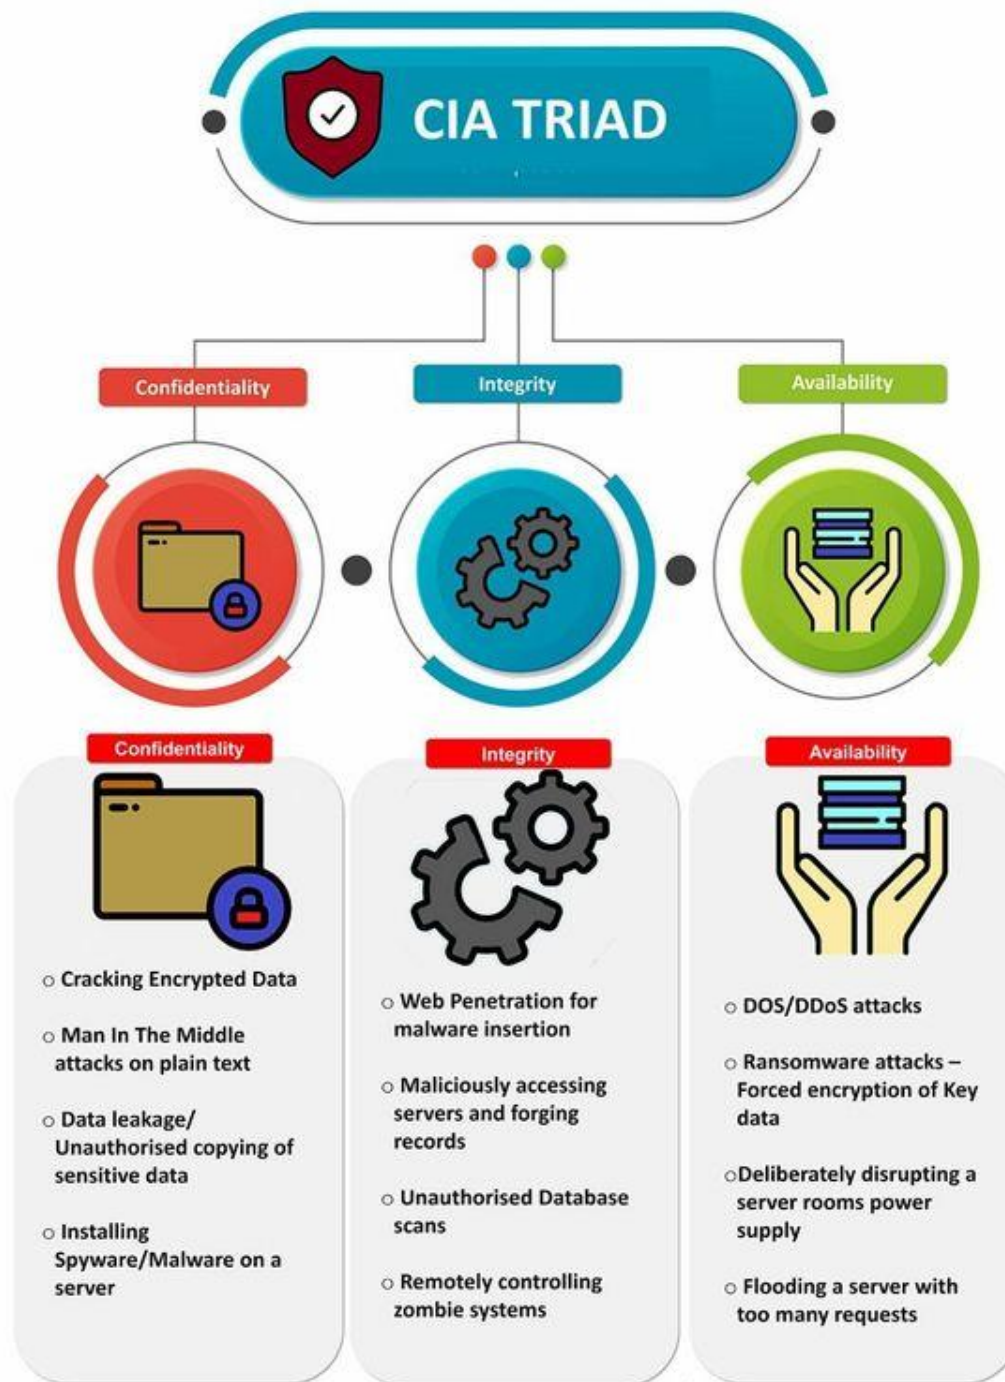 CIA TRIAD
Confidentiality
Integrity
Availability
Confidentiality
o Cracking Encrypted Data
o Man In The Middle
attacks on plain text
o Data leakage/
Unauthorised copying of
sensitive data
o Installing
Spyware/Malware on a
server
Integrity
o Web Penetration for
malware insertion
o Maliciously accessing
servers and forging
records
o Unauthorised Database
scans
o Remotely controlling
zombie systems
Availability
o DOS/DDoS attacks
o Ransomware attacks –
Forced encryption of Key
data
oDeliberately disrupting a
server rooms power
supply
o Flooding a server with
too many requests